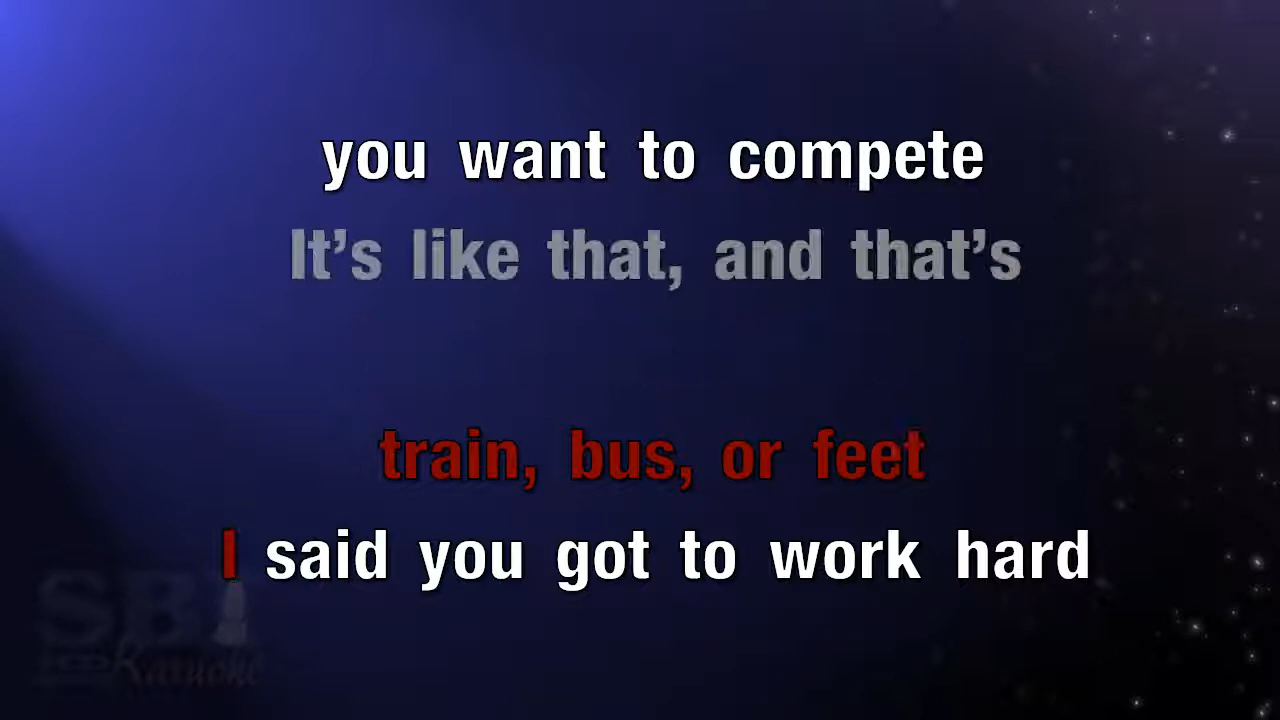 you want to compete
It's like that, and that's
train, bus, or feet
I said you got to work hard
SBI
Karaoke